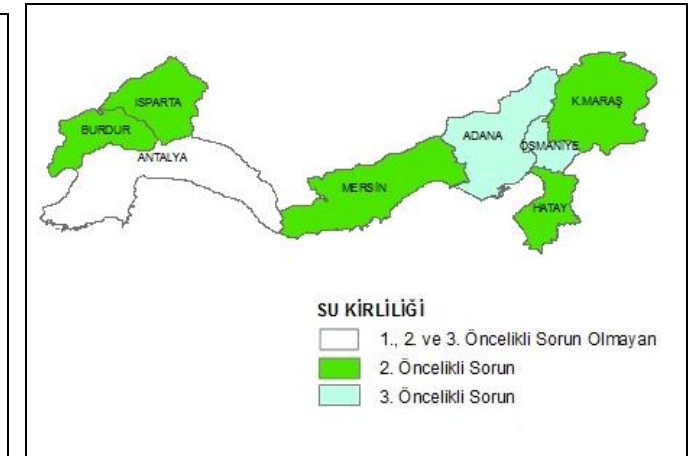 ISPARTA
BURDUR
ANTALYA
MERSİN
ADANA
OSMANİYE
K.MARAŞ
HATAY
SU KİRLİLİĞİ
1., 2. ve 3. Öncelikli Sorun Olmayan
2. Öncelikli Sorun
3. Öncelikli Sorun